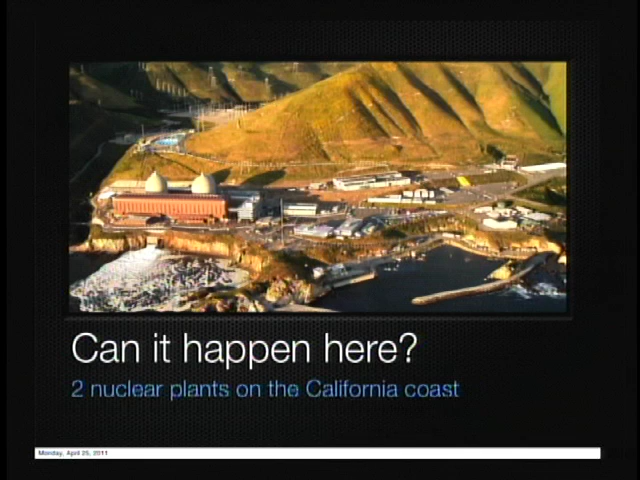 Can it happen here?
2 nuclear plants on the California coast
Monday, April 25, 2011